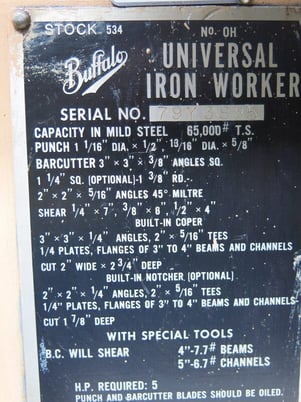 STOCK 534
No. OH
Buffalo
UNIVERSAL
IRON WORKER
SERIAL NO.
CAPACITY IN MILD STEEL 65,000# T.S.
PUNCH 1 1/16" DIA. × 1/2", 13/16" DIA. × 5/8"
BARCUTTER 3" × 3" × 3/8" ANGLES SQ.
1 1/4" SQ. (OPTIONAL)-1 3/8" RD.-
2" × 2" × 5/16" ANGLES 45° MILTRE
SHEAR 1/4" × 7", 3/8" × 6", 1/2" × 4"
BUILT-IN COPER
3" × 3" × 1/4" ANGLES, 2" × 5/16" TEES
1/4 PLATES, FLANGES OF 3" TO 4" BEAMS AND CHANNELS
CUT 2" WIDE × 2 3/4" DEEP
BUILT-IN NOTCHER (OPTIONAL)
2" × 2" × 1/4" ANGLES, 2" × 5/16" TEES
1/4" PLATES, FLANGES OF 3" TO 4" BEAMS AND CHANNELS
CUT 1 7/8" DEEP
WITH SPECIAL TOOLS
B.C. WILL SHEAR 4"-7.7# BEAMS
5"-6.7# CHANNELS
H.P. REQUIRED: 5
PUNCH AND BARCUTTER BLADES SHOULD BE OILED.